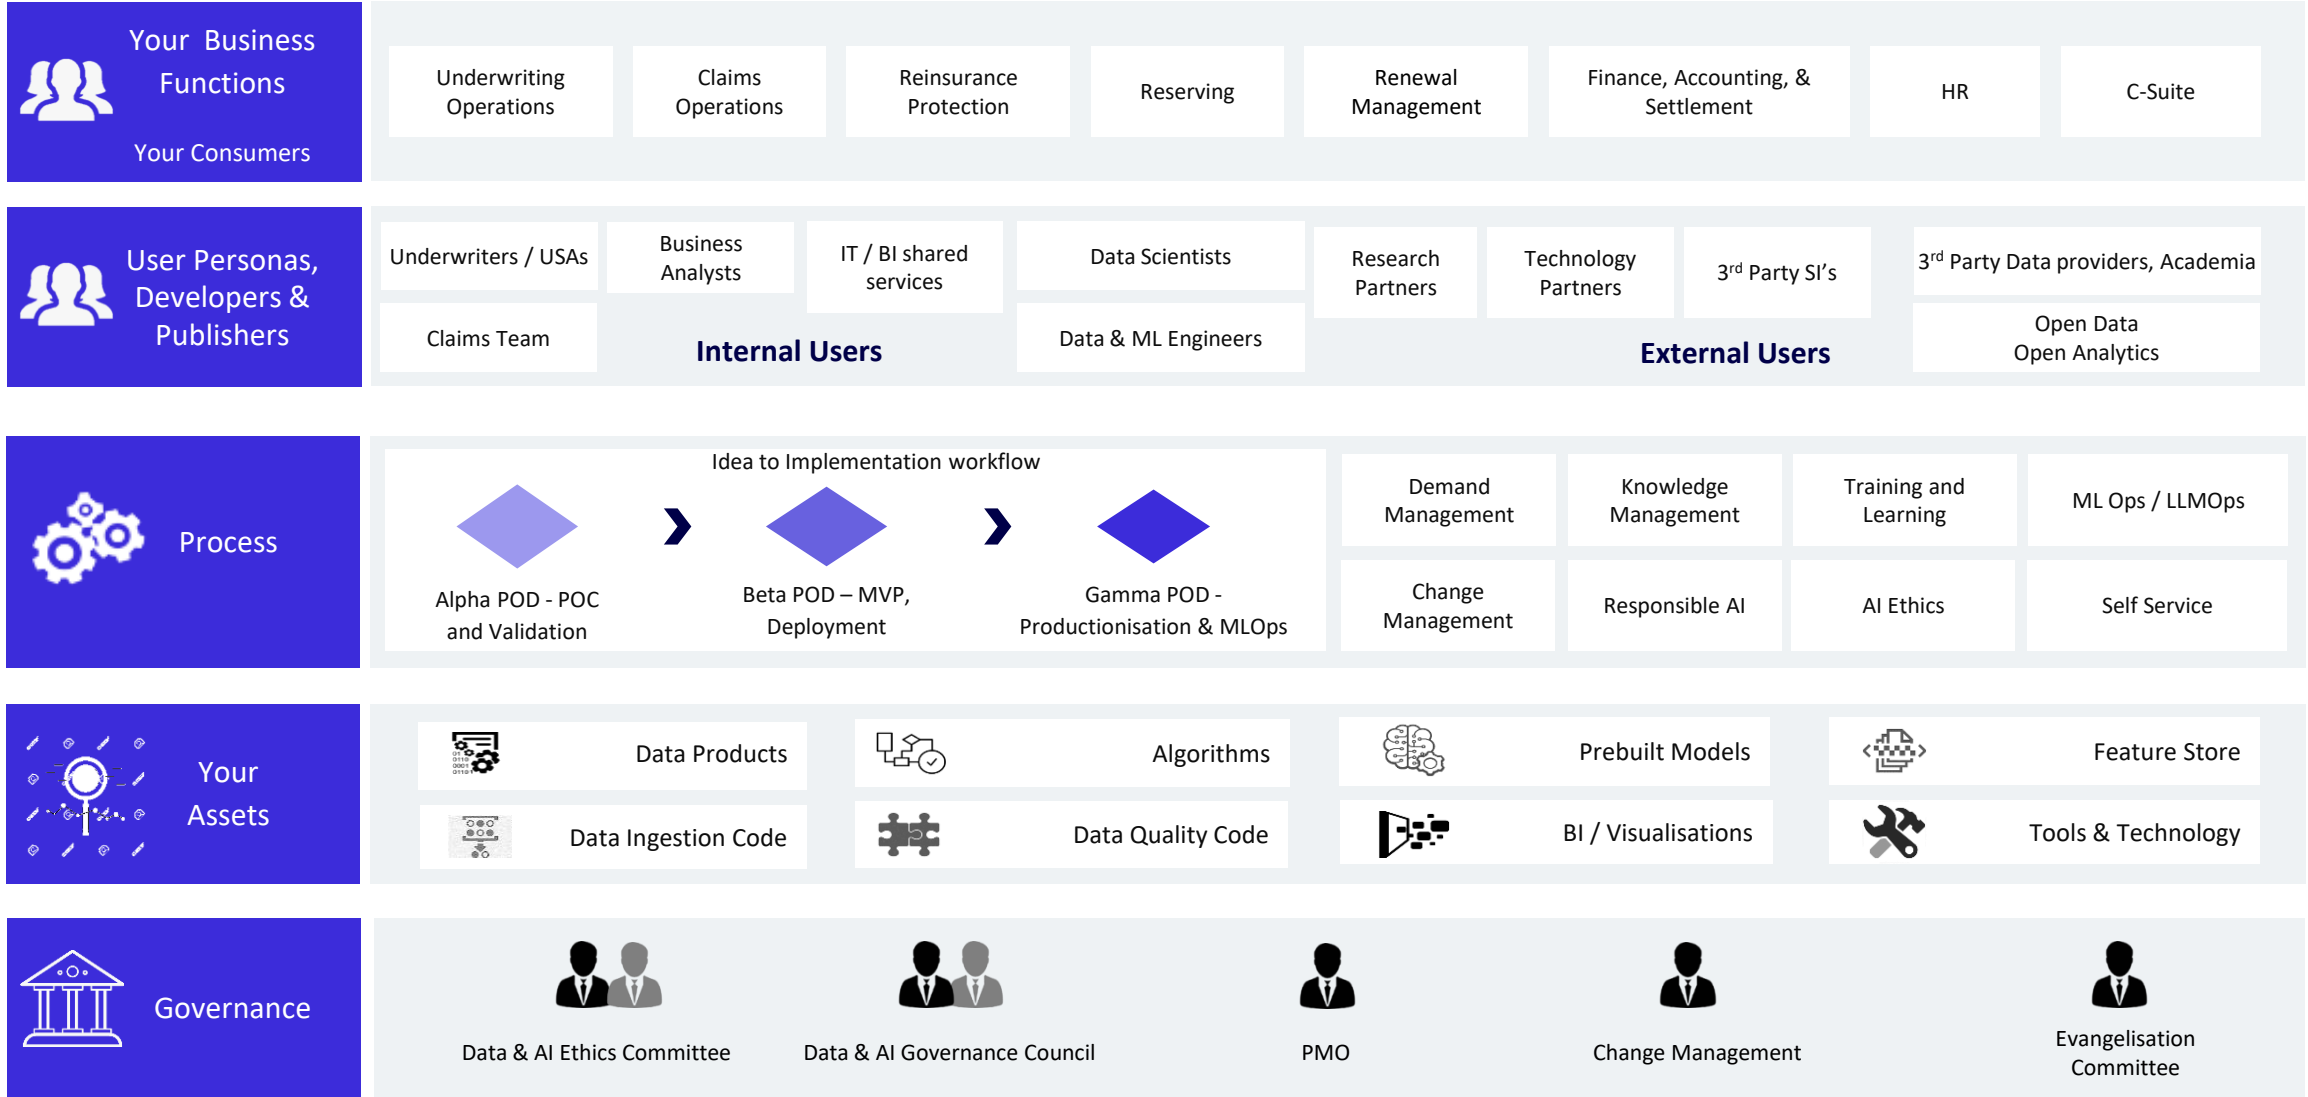 Your Business
Functions
Your Consumers
Underwriting
Operations
Claims
Operations
Reinsurance
Protection
Reserving
Renewal
Management
Finance, Accounting, &
Settlement
HR
C-Suite
User Personas,
Developers &
Publishers
Underwriters / USAs
Business
Analysts
IT / BI shared
services
Data Scientists
Claims Team
Internal Users
Data & ML Engineers
Research
Partners
Technology
Partners
3rd Party SI’s
3rd Party Data providers, Academia
External Users
Open Data
Open Analytics
Process
Idea to Implementation workflow
Alpha POD - POC
and Validation
Beta POD – MVP,
Deployment
Gamma POD -
Productionisation & MLOps
Demand
Management
Knowledge
Management
Training and
Learning
ML Ops / LLMOps
Change
Management
Responsible AI
AI Ethics
Self Service
Your
Assets
Data Products
Algorithms
Prebuilt Models
Feature Store
Data Ingestion Code
Data Quality Code
BI / Visualisations
Tools & Technology
Governance
Data & AI Ethics Committee
Data & AI Governance Council
PMO
Change Management
Evangelisation
Committee